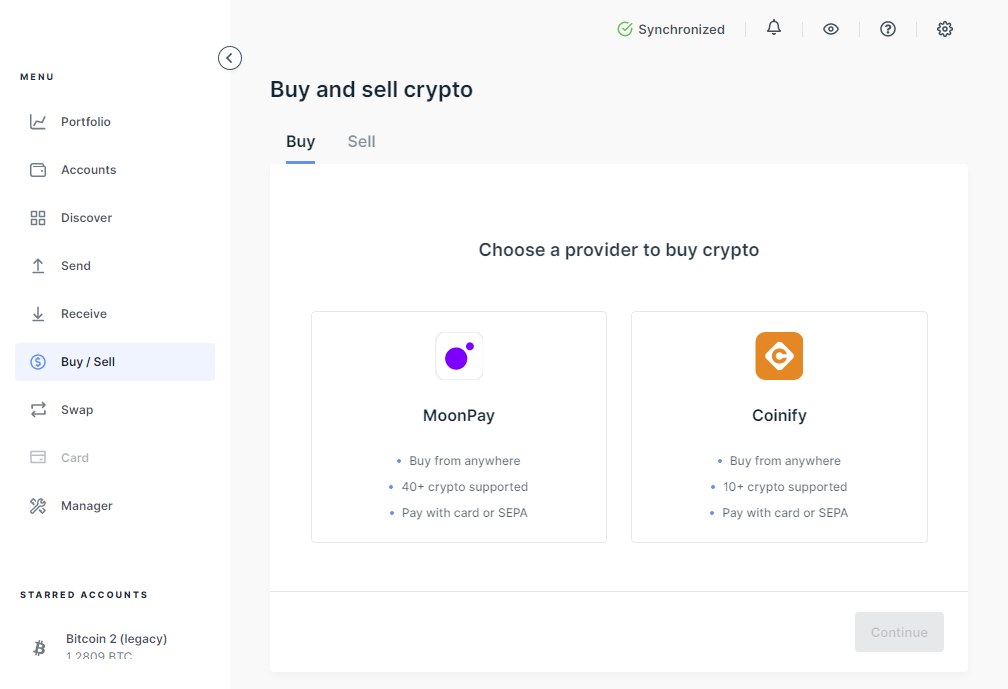 Synchronized
MENU
Buy and sell crypto
Portfolio
Buy
Sell
Accounts
Discover
Choose a provider to buy crypto
Send
Receive
Buy / Sell
Swap
MoonPay
Coinify
Card
• Buy from anywhere
• 40+ crypto supported
• Pay with card or SEPA
• Buy from anywhere
• 10+ crypto supported
• Pay with card or SEPA
Manager
STARRED ACCOUNTS
Bitcoin 2 (legacy)
1.2809 BTC
Continue